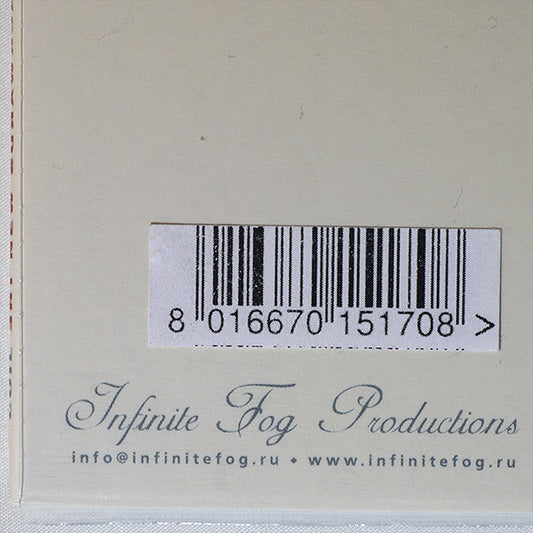 8 016670 151708 >
Infinite Fog Productions
info@infinitefog.ru • www.infinitefog.ru